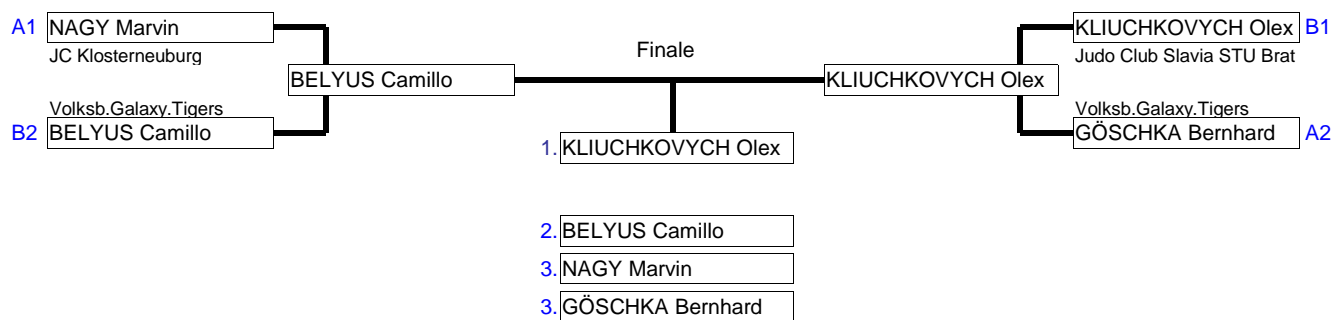 A1 NAGY Marvin
JC Klosterneuburg
BELYUS Camillo
Volksb.Galaxy.Tigers
B2 BELYUS Camillo
Finale
KLIUCHKOVYCH Olex B1
Judo Club Slavia STU Brat
KLIUCHKOVYCH Olex
Volksb.Galaxy.Tigers
GÖSCHKA Bernhard A2
1. KLIUCHKOVYCH Olex
2. BELYUS Camillo
3. NAGY Marvin
3. GÖSCHKA Bernhard